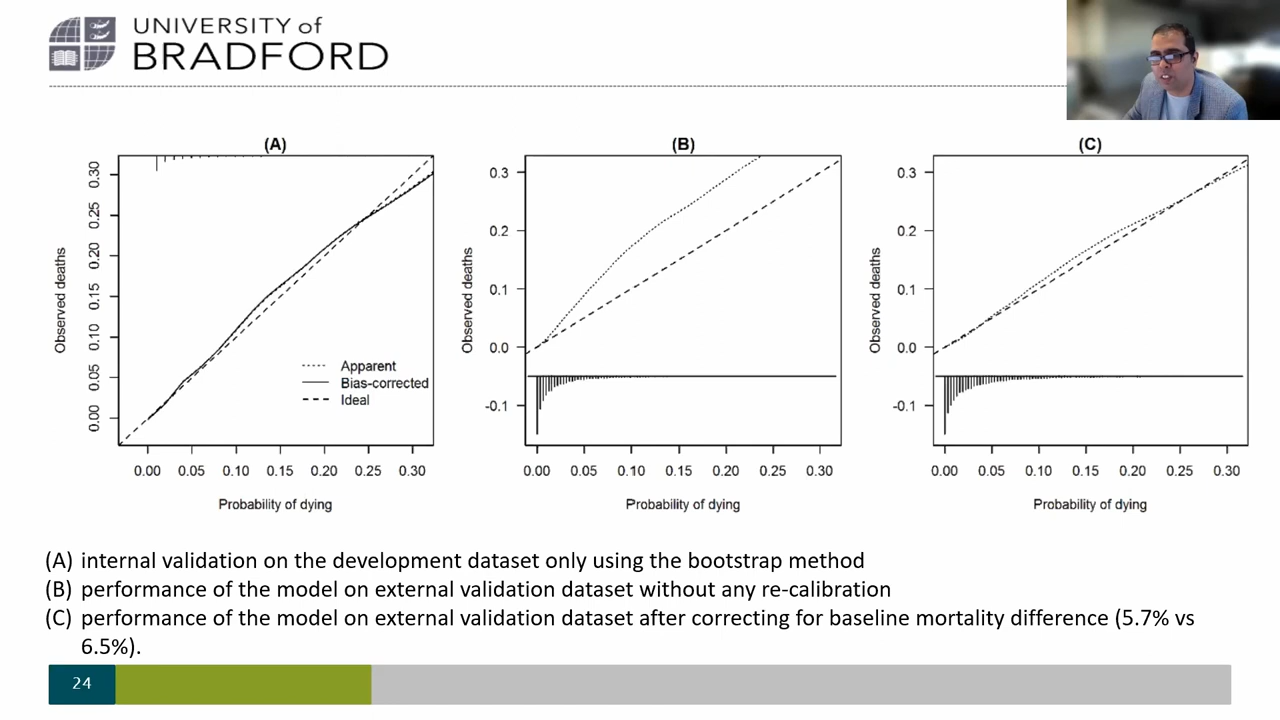 UNIVERSITY of
BRADFORD
(A)
(B)
(C)
0.30
0.25
0.20
0.15
0.10
0.05
0.00
Observed deaths
Apparent
Bias-corrected
Ideal
0.00 0.05 0.10 0.15 0.20 0.25 0.30
Probability of dying
0.3
0.2
0.1
0.0
-0.1
Observed deaths
0.00 0.05 0.10 0.15 0.20 0.25 0.30
Probability of dying
0.3
0.2
0.1
0.0
-0.1
Observed deaths
0.00 0.05 0.10 0.15 0.20 0.25 0.30
Probability of dying
(A) internal validation on the development dataset only using the bootstrap method
(B) performance of the model on external validation dataset without any re-calibration
(C) performance of the model on external validation dataset after correcting for baseline mortality difference (5.7% vs
6.5%).
24